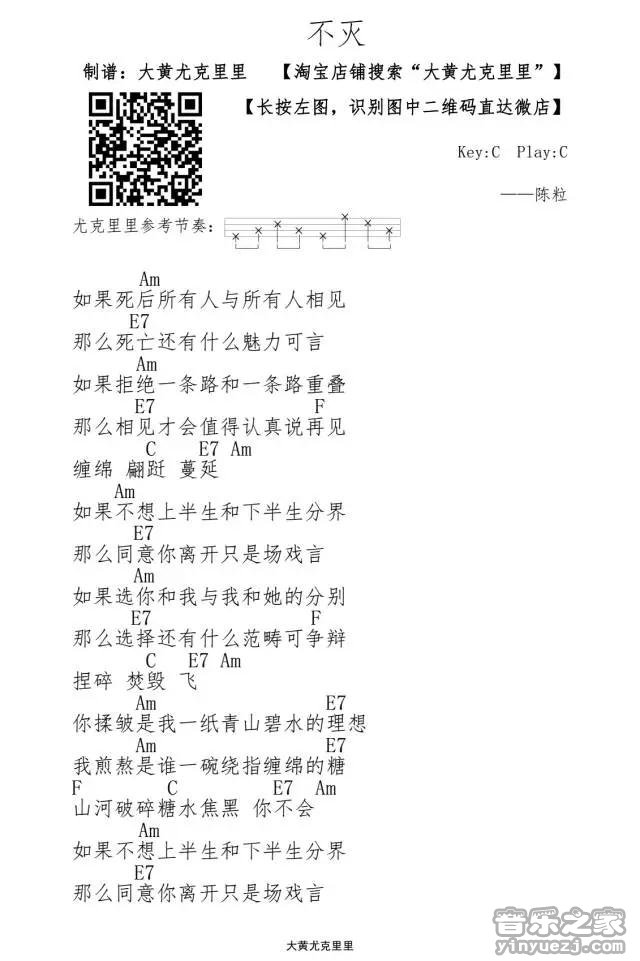 不灭
制谱：大黄尤克里里 【淘宝店铺搜索“大黄尤克里里”】
【长按左图，识别图中二维码直达微店】
Key:C Play:C
——陈粒
尤克里里参考节奏：
Am
如果死后所有人与所有人相见
E7
那么死亡还有什么魅力可言
Am
如果拒绝一条路和一条路重叠
E7 F
那么相见才会值得认真说再见
C E7 Am
缠绵 翩跹 蔓延
Am
如果不想上半生和下半生分界
E7
那么同意你离开只是场戏言
Am
如果选你和我与我和她的分别
E7 F
那么选择还有什么范畴可争辩
C E7 Am
捏碎 焚毁 飞
Am E7
你揉皱是我一纸青山碧水的理想
Am E7
我煎熬是谁一碗绕指缠绵的糖
F C E7 Am
山河破碎糖水焦黑 你不会
Am
如果不想上半生和下半生分界
E7
那么同意你离开只是场戏言
大黄尤克里里
音乐之家
yinyuezj.com